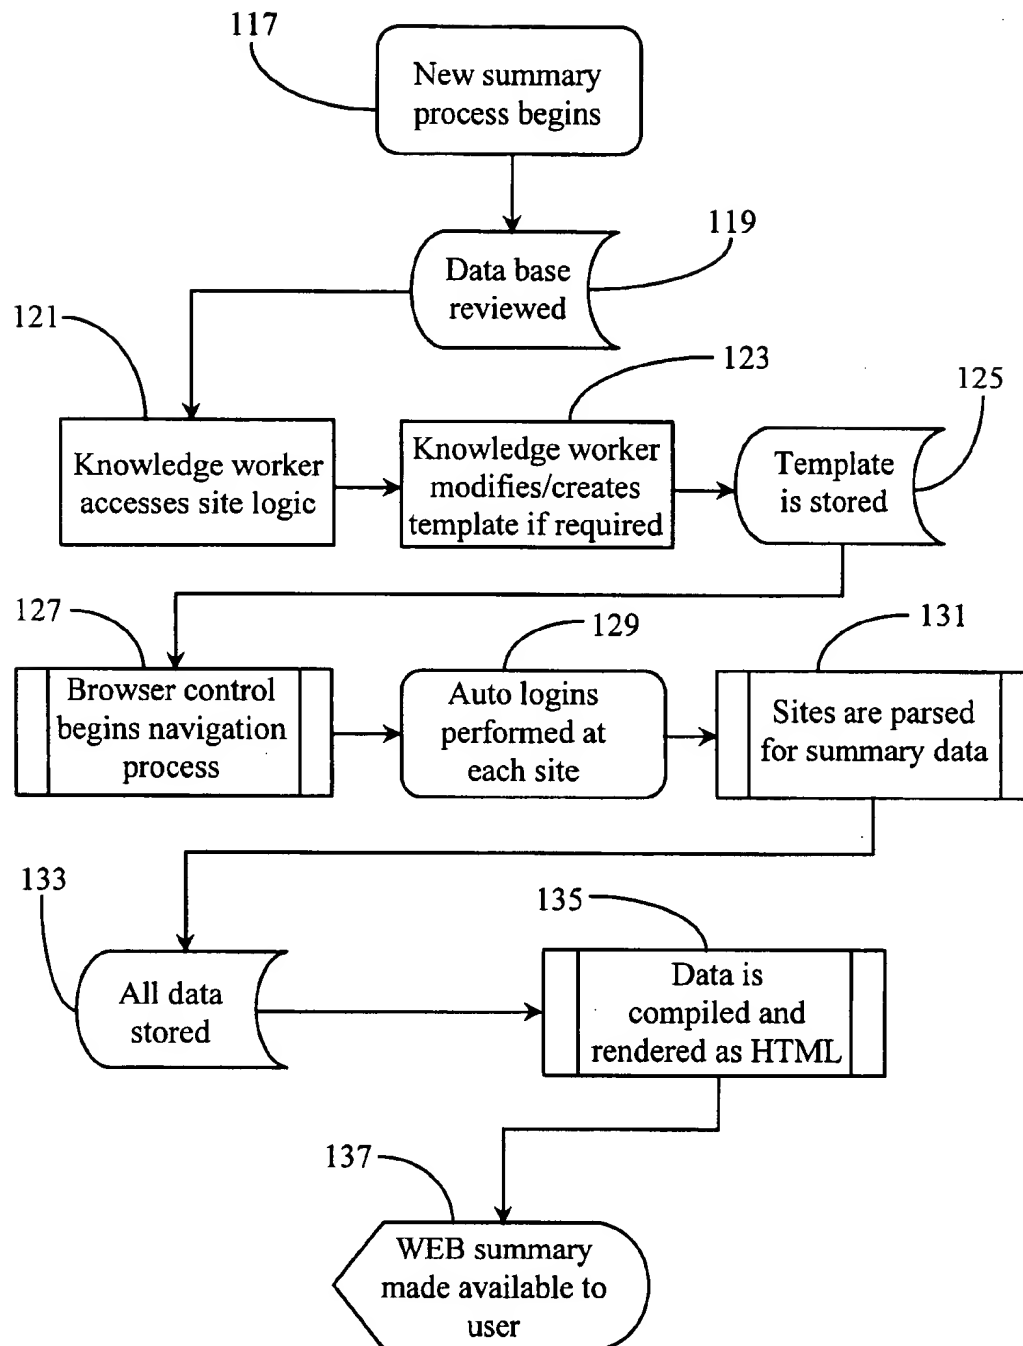 117
New summary
process begins
119
Data base
reviewed
121
123
125
Knowledge worker
accesses site logic
Knowledge worker
modifies/creates
template if required
Template
is stored
127
129
131
Browser control
begins navigation
process
Auto logins
performed at
each site
Sites are parsed
for summary data
133
135
All data
stored
Data is
compiled and
rendered as HTML
137
WEB summary
made available to
user